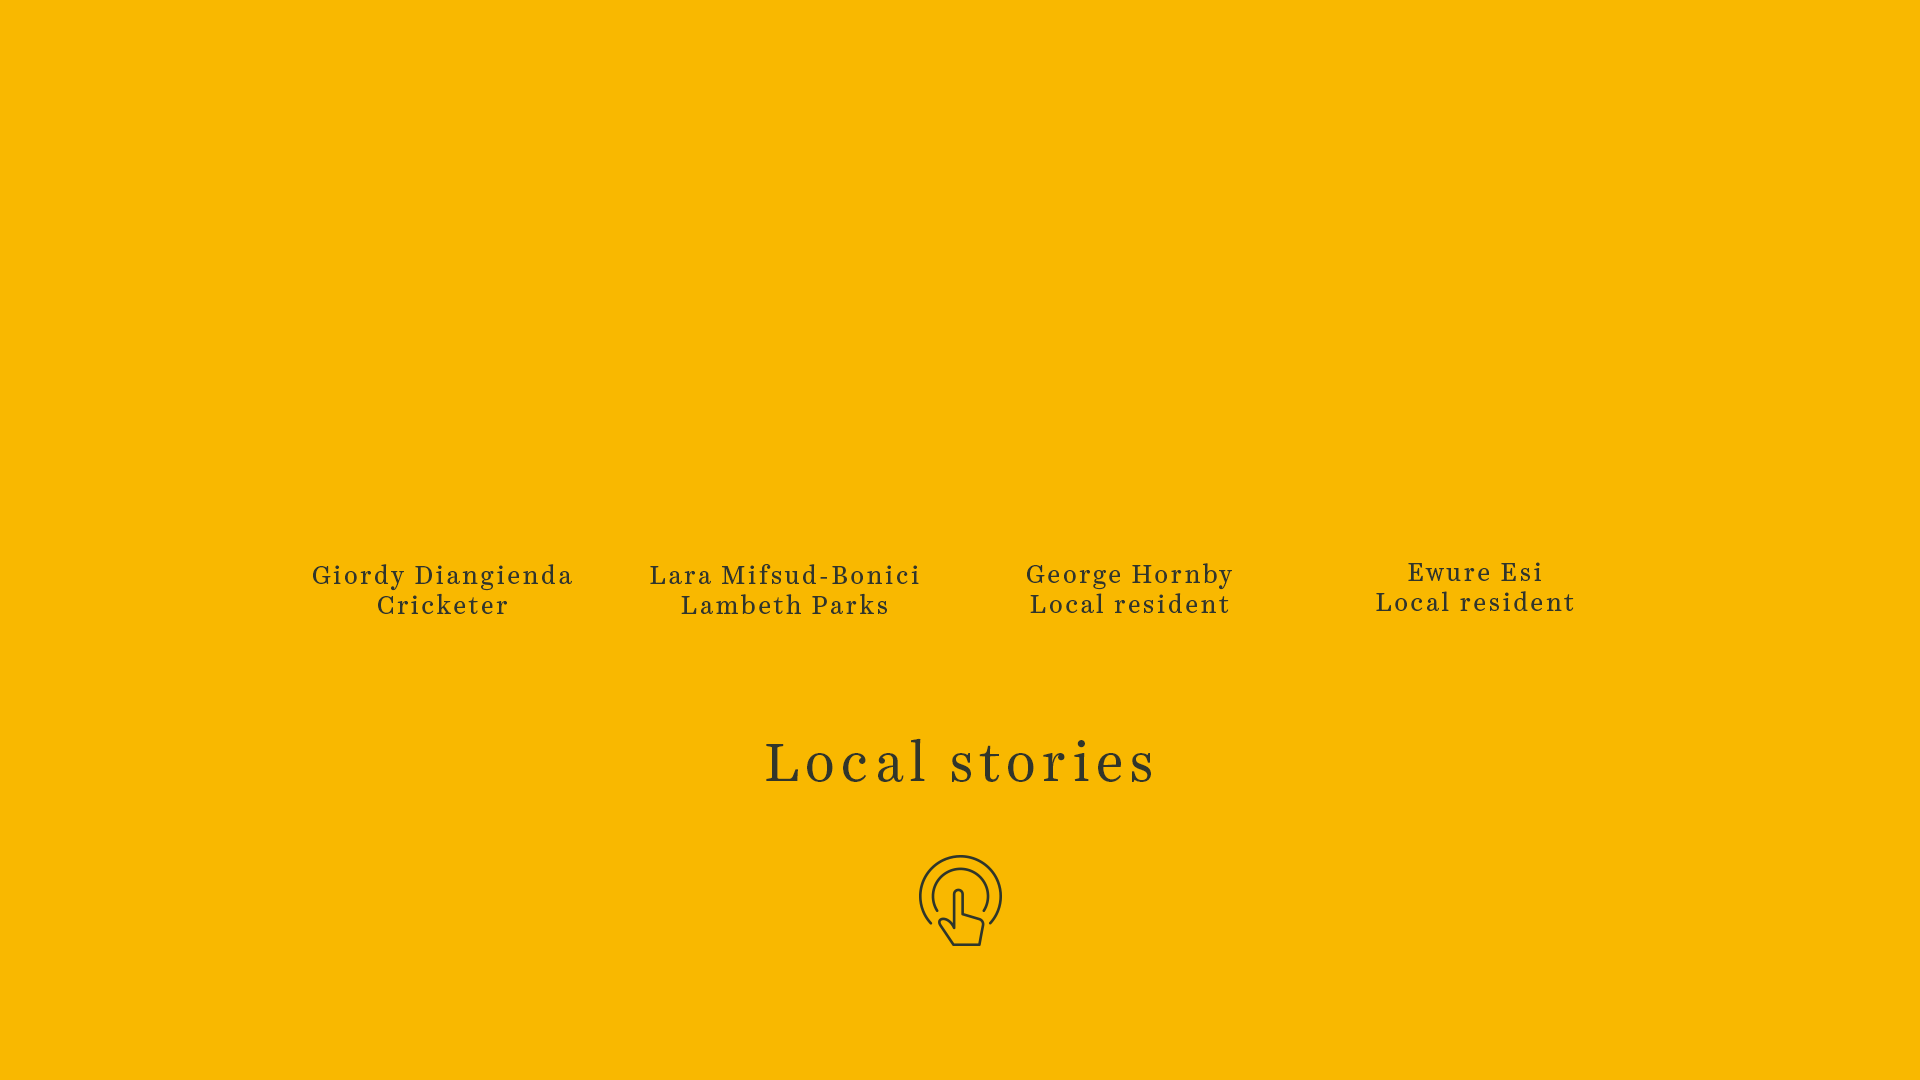 Giordy Diangienda
Cricketer
Lara Mifsud-Bonici
Lambeth Parks
George Hornby
Local resident
Ewure Esi
Local resident
Local stories